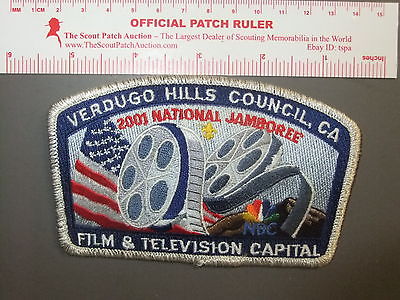 OFFICIAL PATCH RULER
The Scout Patch Auction - The Largest Dealer of Scouting Memorabilia in the World
www.TheScoutPatchAuction.com Ebay ID: tspa
MM CM 1 2 3 4 5 6 7 8 9 10 11 12 13 14 15
6 5 4 3 2 1
VERDUGO HILLS COUNCIL, CA
2001 NATIONAL JAMBOREE
NBC
FILM & TELEVISION CAPITAL